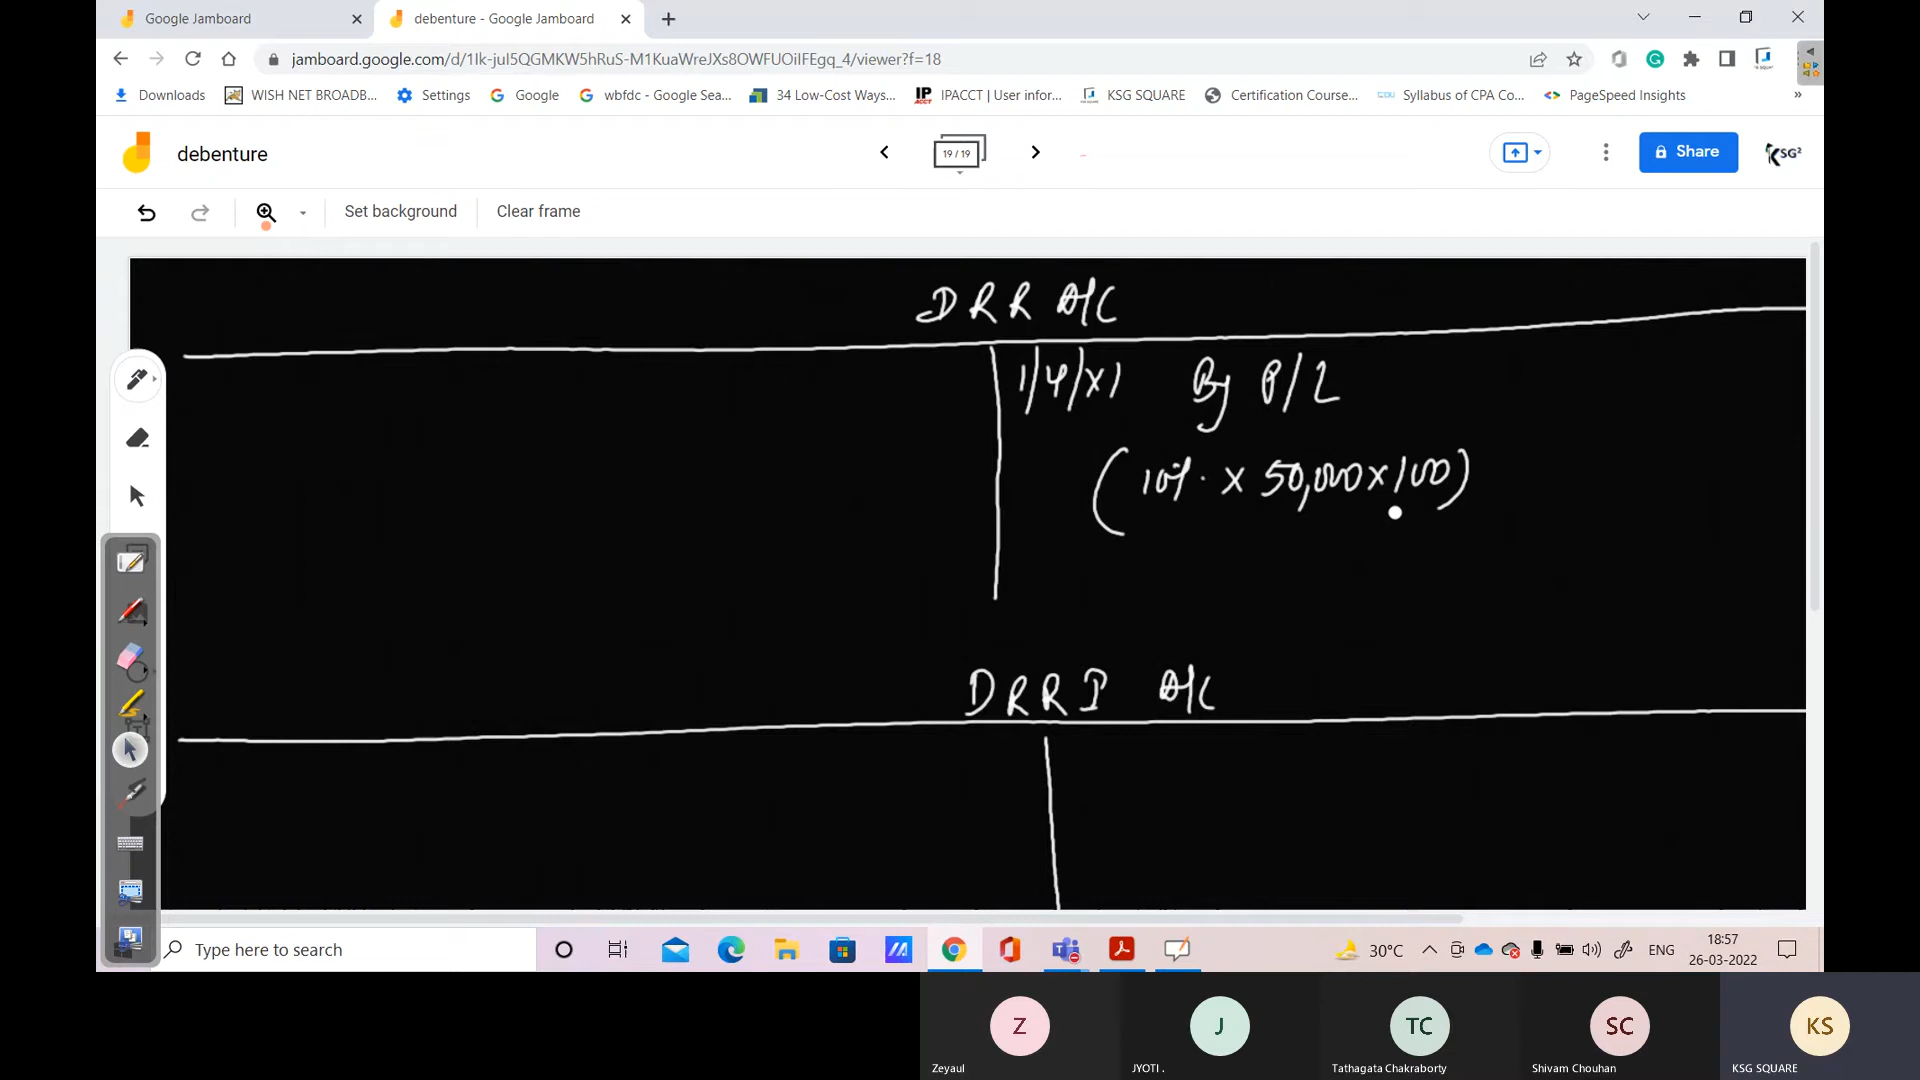 Google Jamboard
debenture - Google Jamboard
jamboard.google.com/d/1Ik-juI5QGMKW5hRuS-M1KuaWreJXs8OWFUOiIFEgq_4/viewer?f=18
Downloads WISH NET BROADB... Settings Google wbfdc - Google Sea... 34 Low-Cost Ways... IPACCT | User infor... KSG SQUARE Certification Course... Syllabus of CPA Co... PageSpeed Insights »
debenture
19 / 19
Share
KSG²
Set background Clear frame
DRR A/C
1/4/X1 By P/L
(10% × 50,000 × 100)
DRRI A/C
Type here to search
30°C
ENG
18:57
26-03-2022
Z J TC SC KS
Zeyaul JYOTI . Tathagata Chakraborty Shivam Chouhan KSG SQUARE